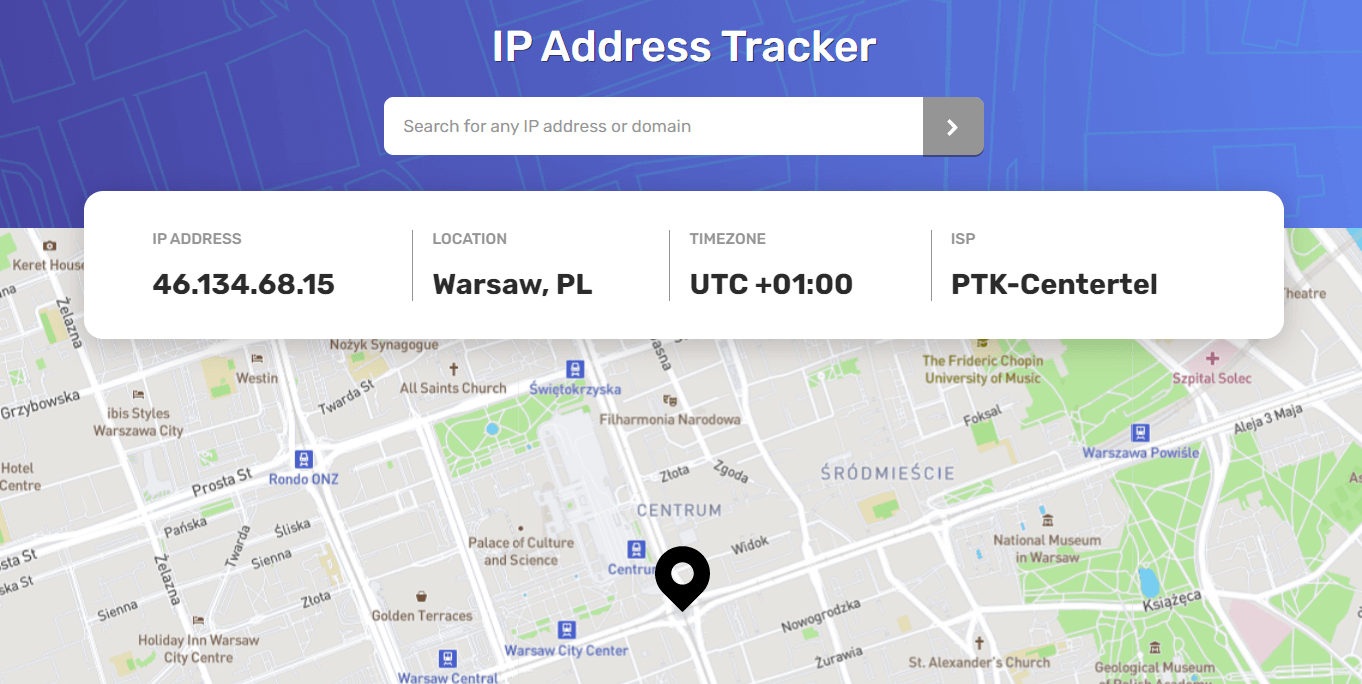 IP Address Tracker
Search for any IP address or domain
IP ADDRESS
46.134.68.15
LOCATION
Warsaw, PL
TIMEZONE
UTC +01:00
ISP
PTK-Centertel
Keret House
Żelazna
Theatre
Nożyk Synagogue
Westin
Twarda St
All Saints Church
Świętokrzyska
Filharmonia Narodowa
The Frideric Chopin
University of Music
Szpital Solec
Grzybowska
ibis Styles
Warszawa City
Foksal
Aleja 3 Maja
Warszawa Powiśle
Hotel
Centre
Rondo ONZ
Prosta St
Złota
Zgoda
ŚRÓDMIEŚCIE
CENTRUM
Pańska
Twarda
Śliska
Sienna
Palace of Culture
and Science
Widok
National Museum
in Warsaw
Centrum
Żelazna
Sienna
Złota
Golden Terraces
Nowogrodzka
Książęca
Holiday Inn Warsaw
City Centre
Warsaw City Center
Żurawia
St. Alexander's Church
Geological Museum
of Polish Academy
Warsaw Central